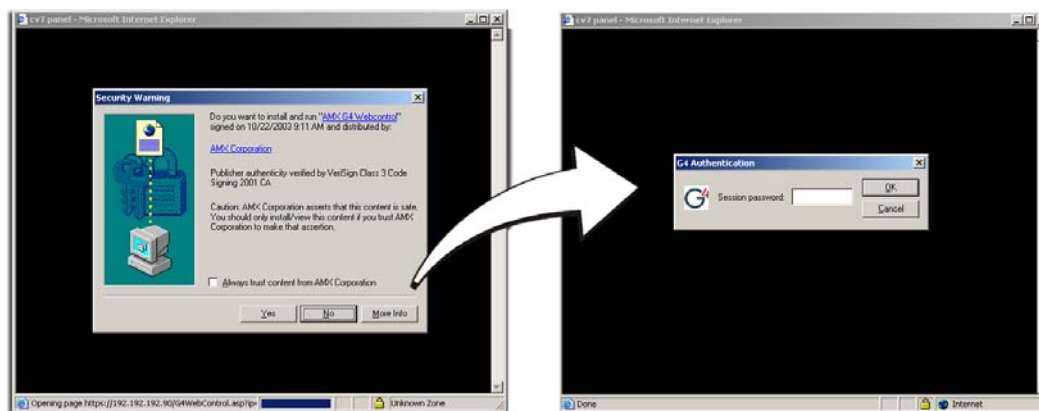 cv7 panel - Microsoft Internet Explorer
Security Warning
Do you want to install and run "AMX G4 Webcontrol"
signed on 10/22/2003 9:11 AM and distributed by:
AMX Corporation
Publisher authenticity verified by VeriSign Class 3 Code
Signing 2001 CA
Caution: AMX Corporation asserts that this content is safe.
You should only install/view this content if you trust AMX
Corporation to make that assertion.
Always trust content from AMX Corporation
Yes
No
More Info
Opening page https://192.192.192.90/G4WebControl.asp?ip=
Unknown Zone
cv7 panel - Microsoft Internet Explorer
G4 Authentication
G4
Session password:
OK
Cancel
Done
Internet